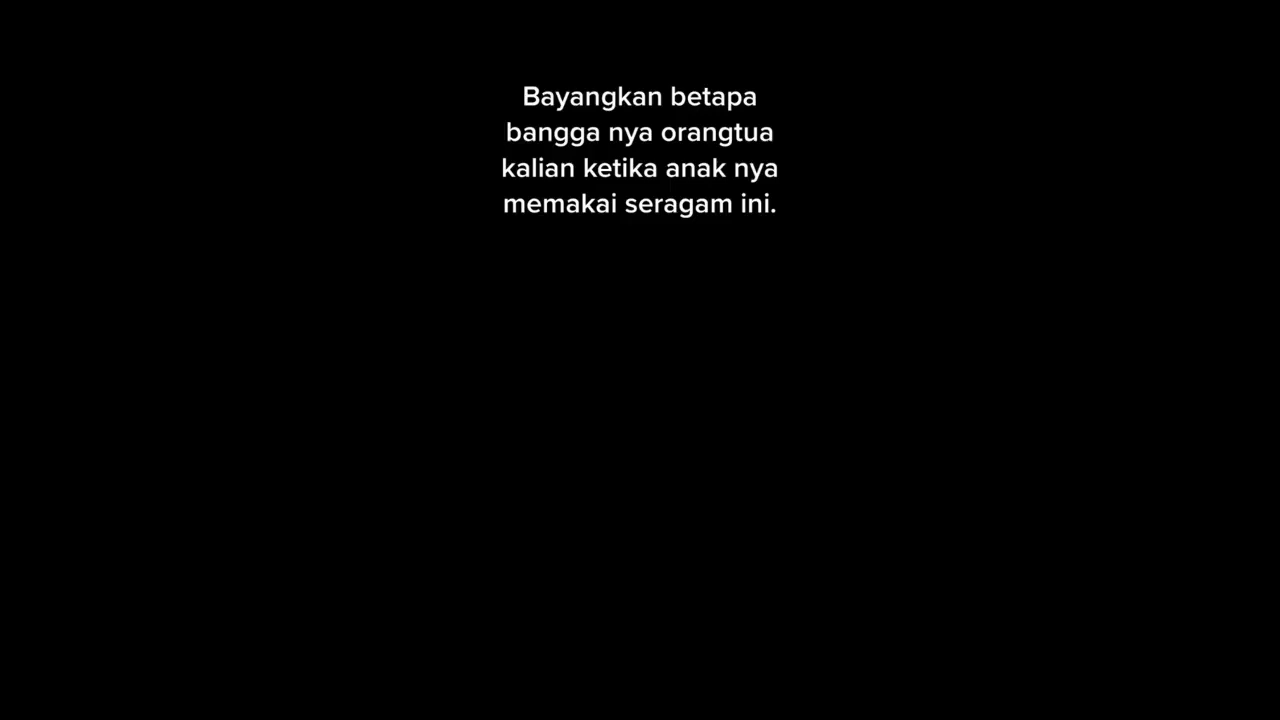 Bayangkan betapa
bangga nya orangtua
kalian ketika anak nya
memakai seragam ini.